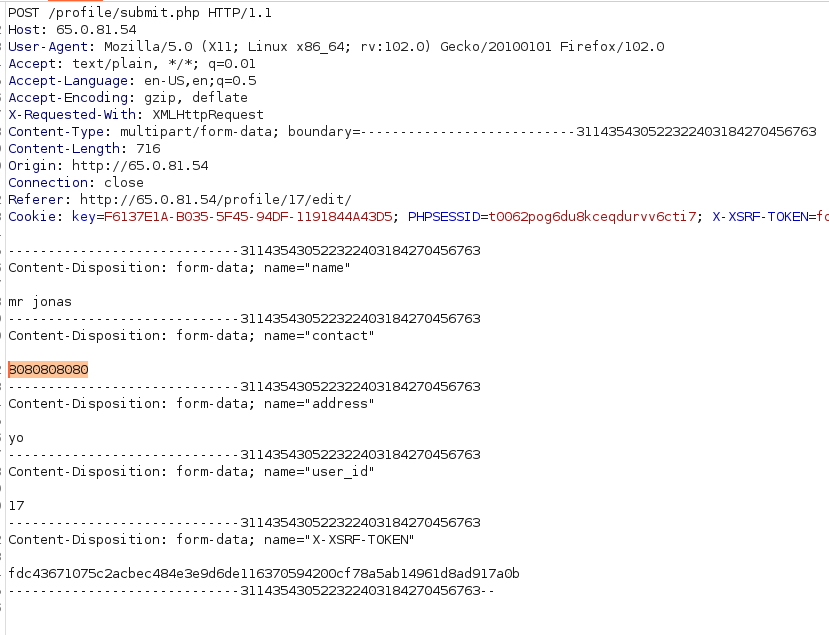 POST /profile/submit.php HTTP/1.1
Host: 65.0.81.54
User-Agent: Mozilla/5.0 (X11; Linux x86_64; rv:102.0) Gecko/20100101 Firefox/102.0
Accept: text/plain, */*; q=0.01
Accept-Language: en-US,en;q=0.5
Accept-Encoding: gzip, deflate
X-Requested-With: XMLHttpRequest
Content-Type: multipart/form-data; boundary=---------------------------311435430522322403184270456763
Content-Length: 716
Origin: http://65.0.81.54
Connection: close
Referer: http://65.0.81.54/profile/17/edit/
Cookie: key=F6137E1A-B035-5F45-94DF-1191844A43D5; PHPSESSID=t0062pog6du8kceqdurvv6cti7; X-XSRF-TOKEN=fd

-----------------------------311435430522322403184270456763
Content-Disposition: form-data; name="name"

mr jonas
-----------------------------311435430522322403184270456763
Content-Disposition: form-data; name="contact"

8080808080
-----------------------------311435430522322403184270456763
Content-Disposition: form-data; name="address"

yo
-----------------------------311435430522322403184270456763
Content-Disposition: form-data; name="user_id"

17
-----------------------------311435430522322403184270456763
Content-Disposition: form-data; name="X-XSRF-TOKEN"

fdc43671075c2acbec484e3e9d6de116370594200cf78a5ab14961d8ad917a0b
-----------------------------311435430522322403184270456763--